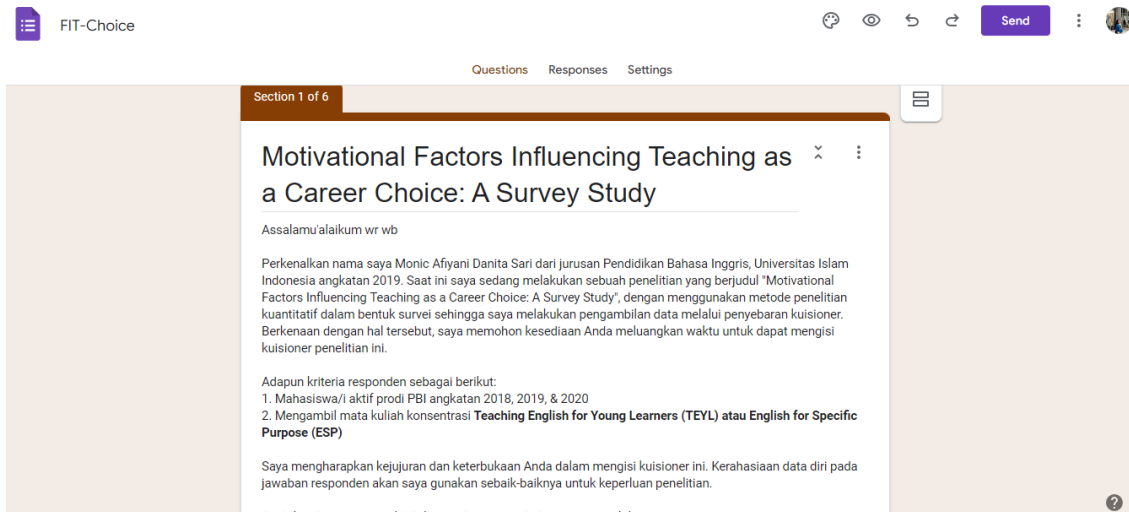 FIT-Choice
Send
Questions Responses Settings
Section 1 of 6
Motivational Factors Influencing Teaching as
a Career Choice: A Survey Study
Assalamu'alaikum wr wb
Perkenalkan nama saya Monic Afiyani Danita Sari dari jurusan Pendidikan Bahasa Inggris, Universitas Islam
Indonesia angkatan 2019. Saat ini saya sedang melakukan sebuah penelitian yang berjudul "Motivational
Factors Influencing Teaching as a Career Choice: A Survey Study", dengan menggunakan metode penelitian
kuantitatif dalam bentuk survei sehingga saya melakukan pengambilan data melalui penyebaran kuisioner.
Berkenaan dengan hal tersebut, saya memohon kesediaan Anda meluangkan waktu untuk dapat mengisi
kuisioner penelitian ini.
Adapun kriteria responden sebagai berikut:
1. Mahasiswa/i aktif prodi PBI angkatan 2018, 2019, & 2020
2. Mengambil mata kuliah konsentrasi Teaching English for Young Learners (TEYL) atau English for Specific
Purpose (ESP)
Saya mengharapkan kejujuran dan keterbukaan Anda dalam mengisi kuisioner ini. Kerahasiaan data diri pada
jawaban responden akan saya gunakan sebaik-baiknya untuk keperluan penelitian.